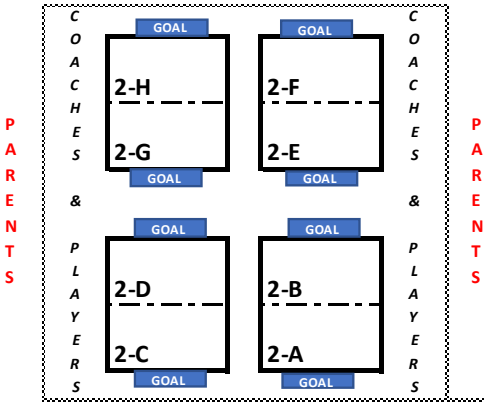 PARENTS
COACHES & PLAYERS
GOAL
GOAL
2-H
2-F
2-G
2-E
GOAL
GOAL
GOAL
GOAL
2-D
2-B
2-C
2-A
GOAL
GOAL
COACHES & PLAYERS
PARENTS